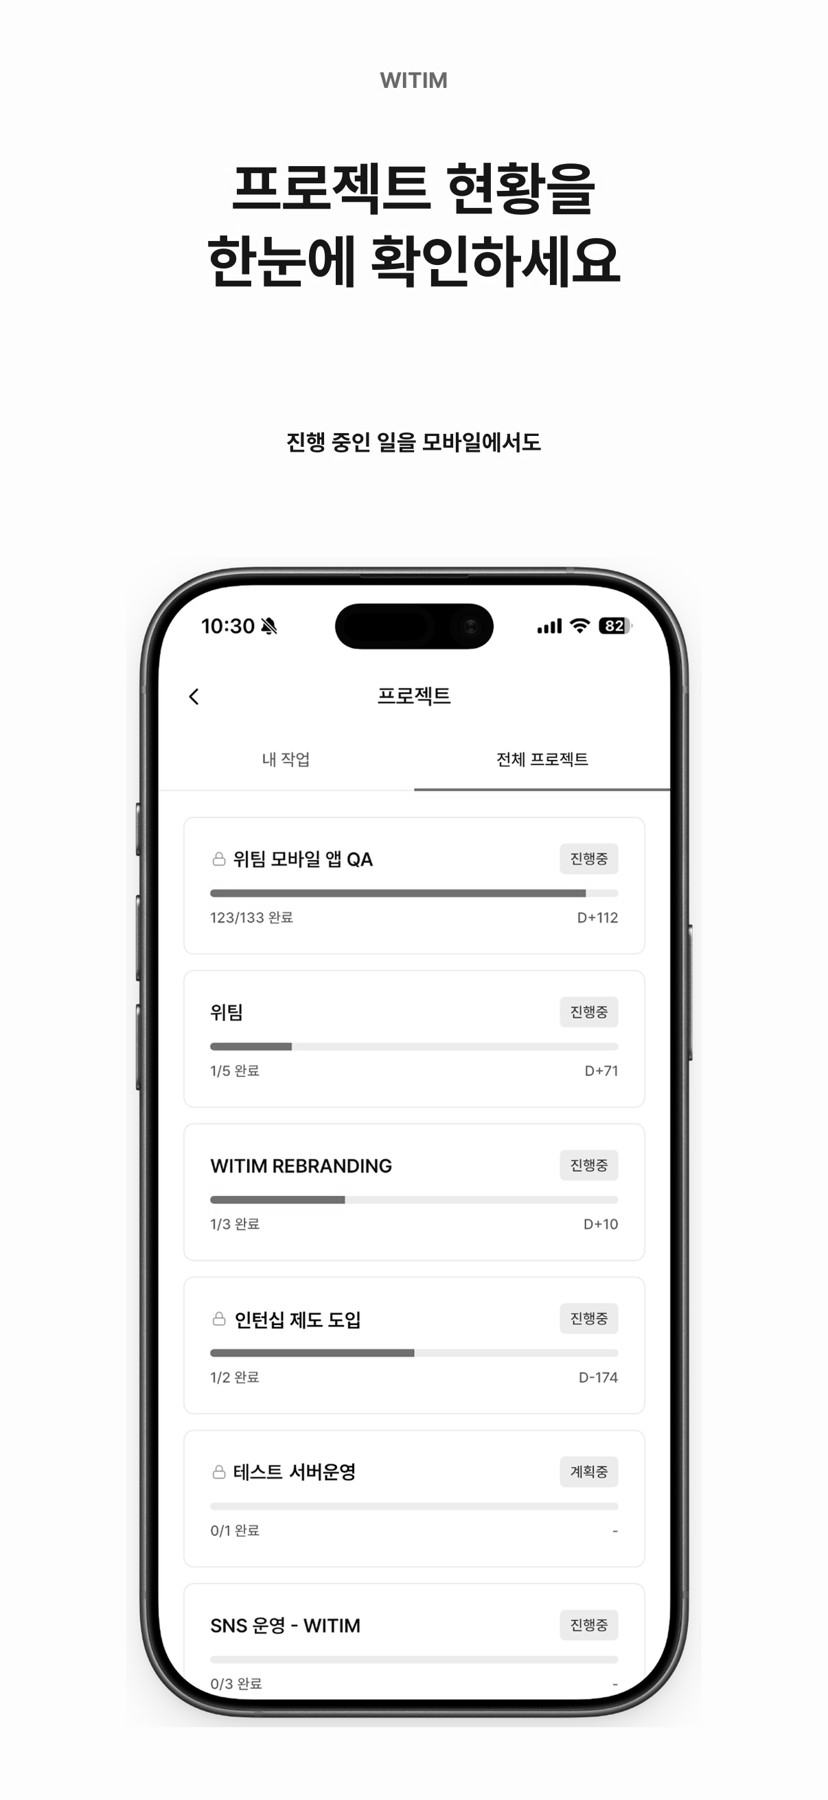 WITIM
프로젝트 현황을
한눈에 확인하세요
진행 중인 일을 모바일에서도
10:30 82
프로젝트
내 작업 전체 프로젝트
위팀 모바일 앱 QA 진행중
123/133 완료 D+112
위팀 진행중
1/5 완료 D+71
WITIM REBRANDING 진행중
1/3 완료 D+10
인턴십 제도 도입 진행중
1/2 완료 D-174
테스트 서버운영 계획중
0/1 완료 -
SNS 운영 - WITIM 진행중
0/3 완료 -